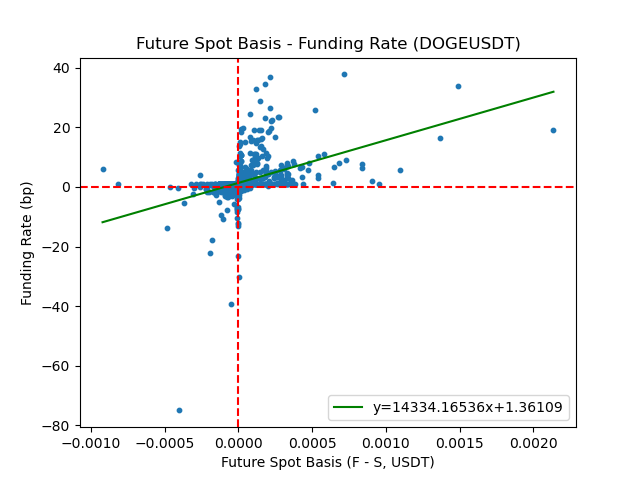 Future Spot Basis - Funding Rate (DOGEUSDT)
40
20
0
−20
−40
−60
−80
Funding Rate (bp)
y=14334.16536x+1.36109
−0.0010 −0.0005 0.0000 0.0005 0.0010 0.0015 0.0020
Future Spot Basis (F - S, USDT)